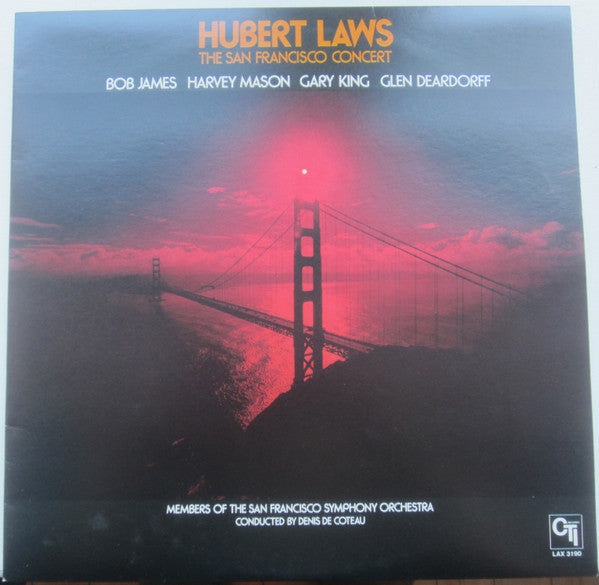 HUBERT LAWS
THE SAN FRANCISCO CONCERT
BOB JAMES HARVEY MASON GARY KING GLEN DEARDORFF
MEMBERS OF THE SAN FRANCISCO SYMPHONY ORCHESTRA
CONDUCTED BY DENIS DE COTEAU
CTI
LAX 3190